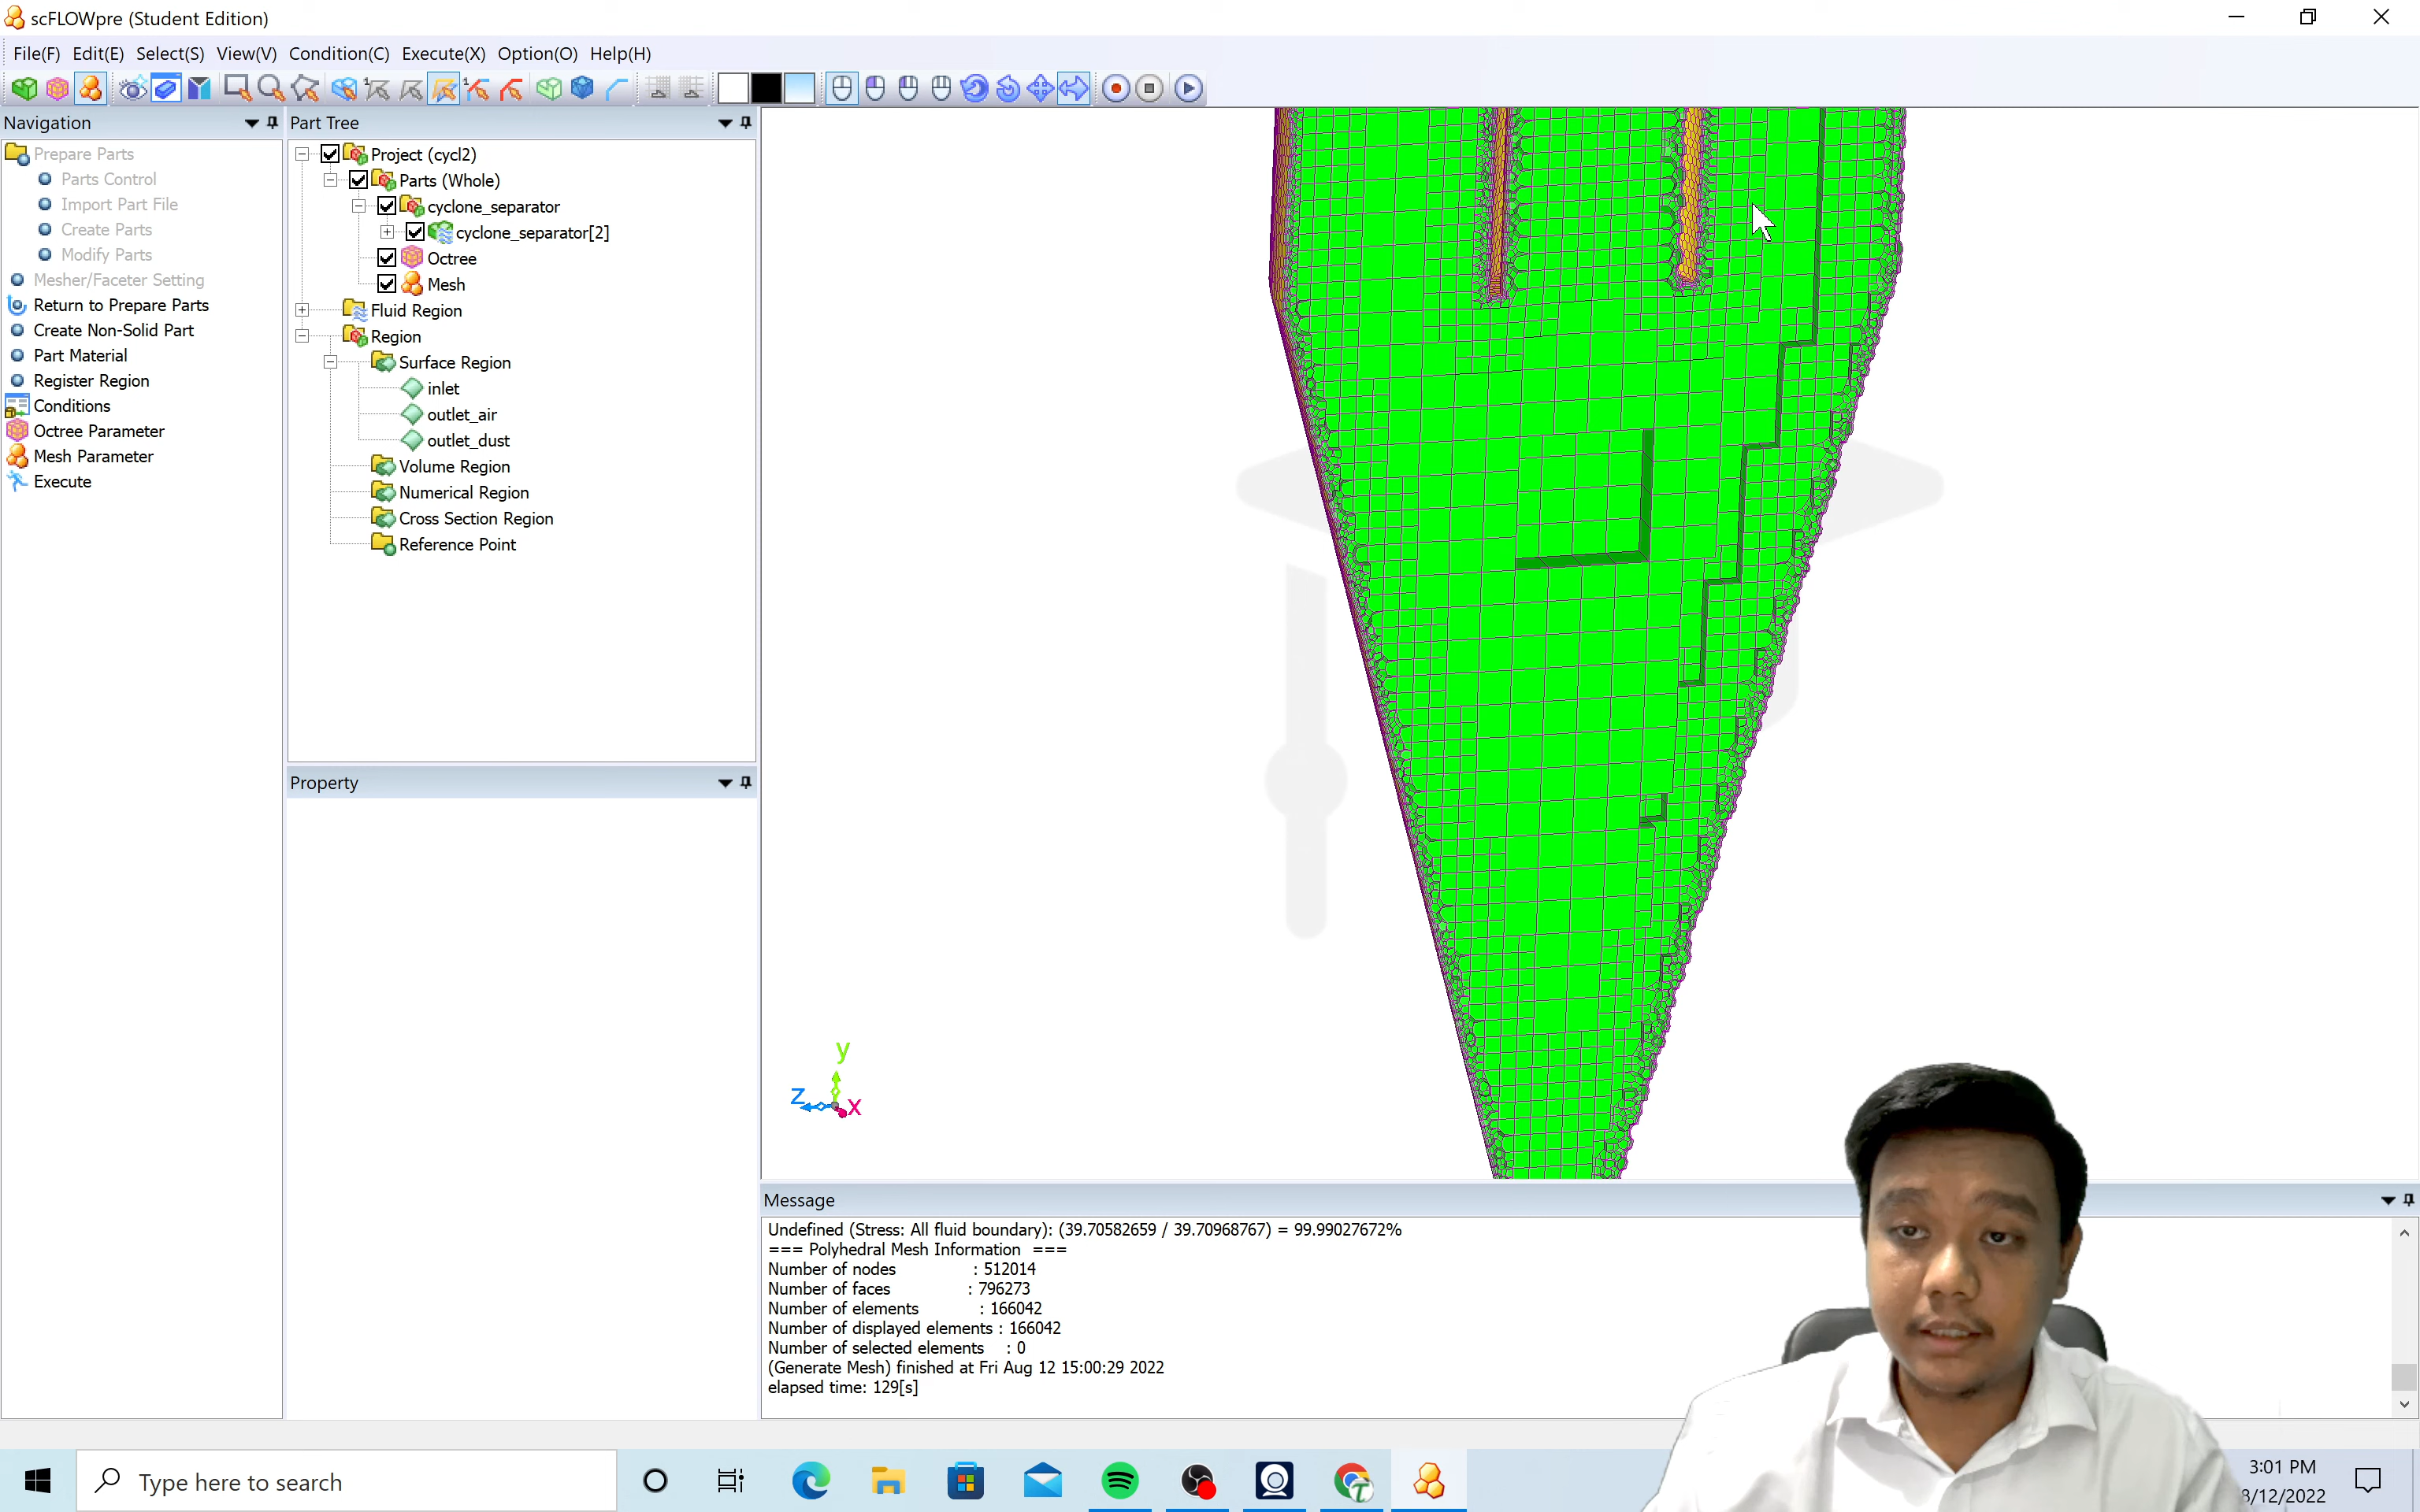 scFLOWpre (Student Edition)
File(F) Edit(E) Select(S) View(V) Condition(C) Execute(X) Option(O) Help(H)
Navigation
Prepare Parts
Parts Control
Import Part File
Create Parts
Modify Parts
Mesher/Faceter Setting
Return to Prepare Parts
Create Non-Solid Part
Part Material
Register Region
Conditions
Octree Parameter
Mesh Parameter
Execute
Part Tree
Project (cycl2)
Parts (Whole)
cyclone_separator
cyclone_separator[2]
Octree
Mesh
Fluid Region
Region
Surface Region
inlet
outlet_air
outlet_dust
Volume Region
Numerical Region
Cross Section Region
Reference Point
Property
y
z
x
Message
Undefined (Stress: All fluid boundary): (39.70582659 / 39.70968767) = 99.99027672%
=== Polyhedral Mesh Information ===
Number of nodes : 512014
Number of faces : 796273
Number of elements : 166042
Number of displayed elements : 166042
Number of selected elements : 0
(Generate Mesh) finished at Fri Aug 12 15:00:29 2022
elapsed time: 129[s]
Type here to search
3:01 PM
8/12/2022